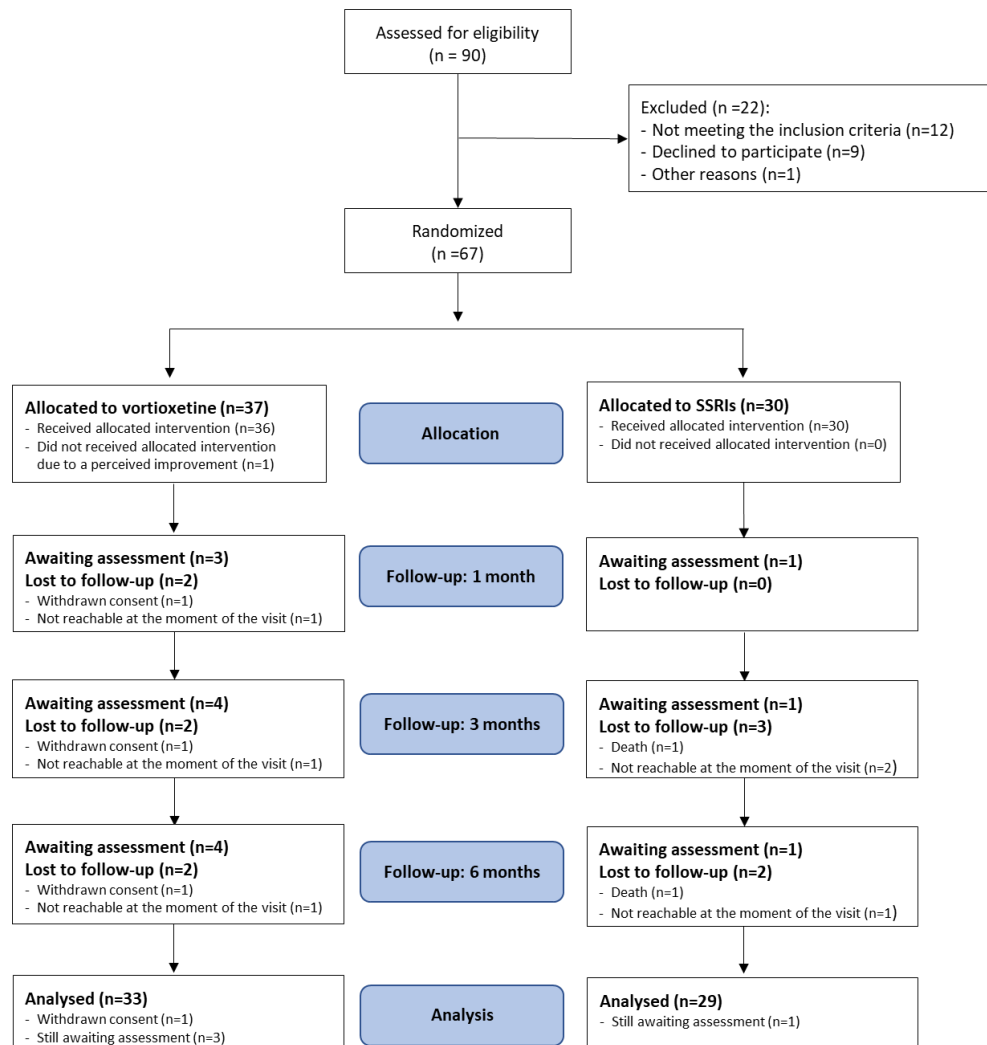 Assessed for eligibility
(n = 90)
Excluded (n =22):
- Not meeting the inclusion criteria (n=12)
- Declined to participate (n=9)
- Other reasons (n=1)
Randomized
(n =67)
Allocated to vortioxetine (n=37)
- Received allocated intervention (n=36)
- Did not received allocated intervention
due to a perceived improvement (n=1)
Allocation
Allocated to SSRIs (n=30)
- Received allocated intervention (n=30)
- Did not received allocated intervention (n=0)
Awaiting assessment (n=3)
Lost to follow-up (n=2)
- Withdrawn consent (n=1)
- Not reachable at the moment of the visit (n=1)
Follow-up: 1 month
Awaiting assessment (n=1)
Lost to follow-up (n=0)
Awaiting assessment (n=4)
Lost to follow-up (n=2)
- Withdrawn consent (n=1)
- Not reachable at the moment of the visit (n=1)
Follow-up: 3 months
Awaiting assessment (n=1)
Lost to follow-up (n=3)
- Death (n=1)
- Not reachable at the moment of the visit (n=2)
Awaiting assessment (n=4)
Lost to follow-up (n=2)
- Withdrawn consent (n=1)
- Not reachable at the moment of the visit (n=1)
Follow-up: 6 months
Awaiting assessment (n=1)
Lost to follow-up (n=2)
- Death (n=1)
- Not reachable at the moment of the visit (n=1)
Analysed (n=33)
- Withdrawn consent (n=1)
- Still awaiting assessment (n=3)
Analysis
Analysed (n=29)
- Still awaiting assessment (n=1)